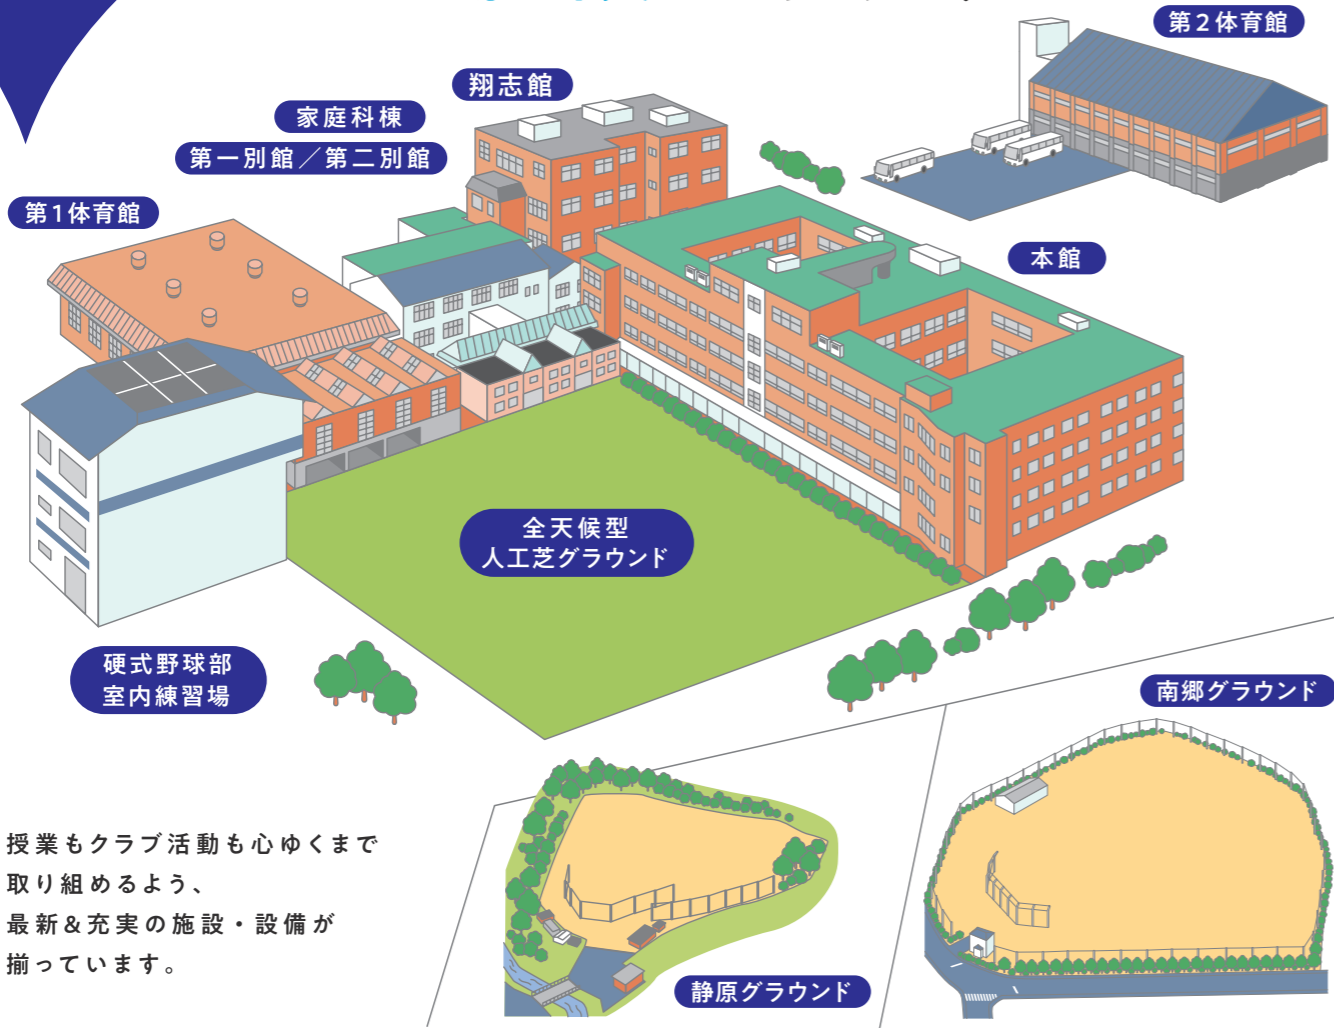 第2体育館
翔志館
家庭科棟
第一別館／第二別館
第1体育館
本館
全天候型
人工芝グラウンド
硬式野球部
室内練習場
南郷グラウンド
授業もクラブ活動も心ゆくまで
取り組めるよう、
最新&充実の施設・設備が
揃っています。
静原グラウンド